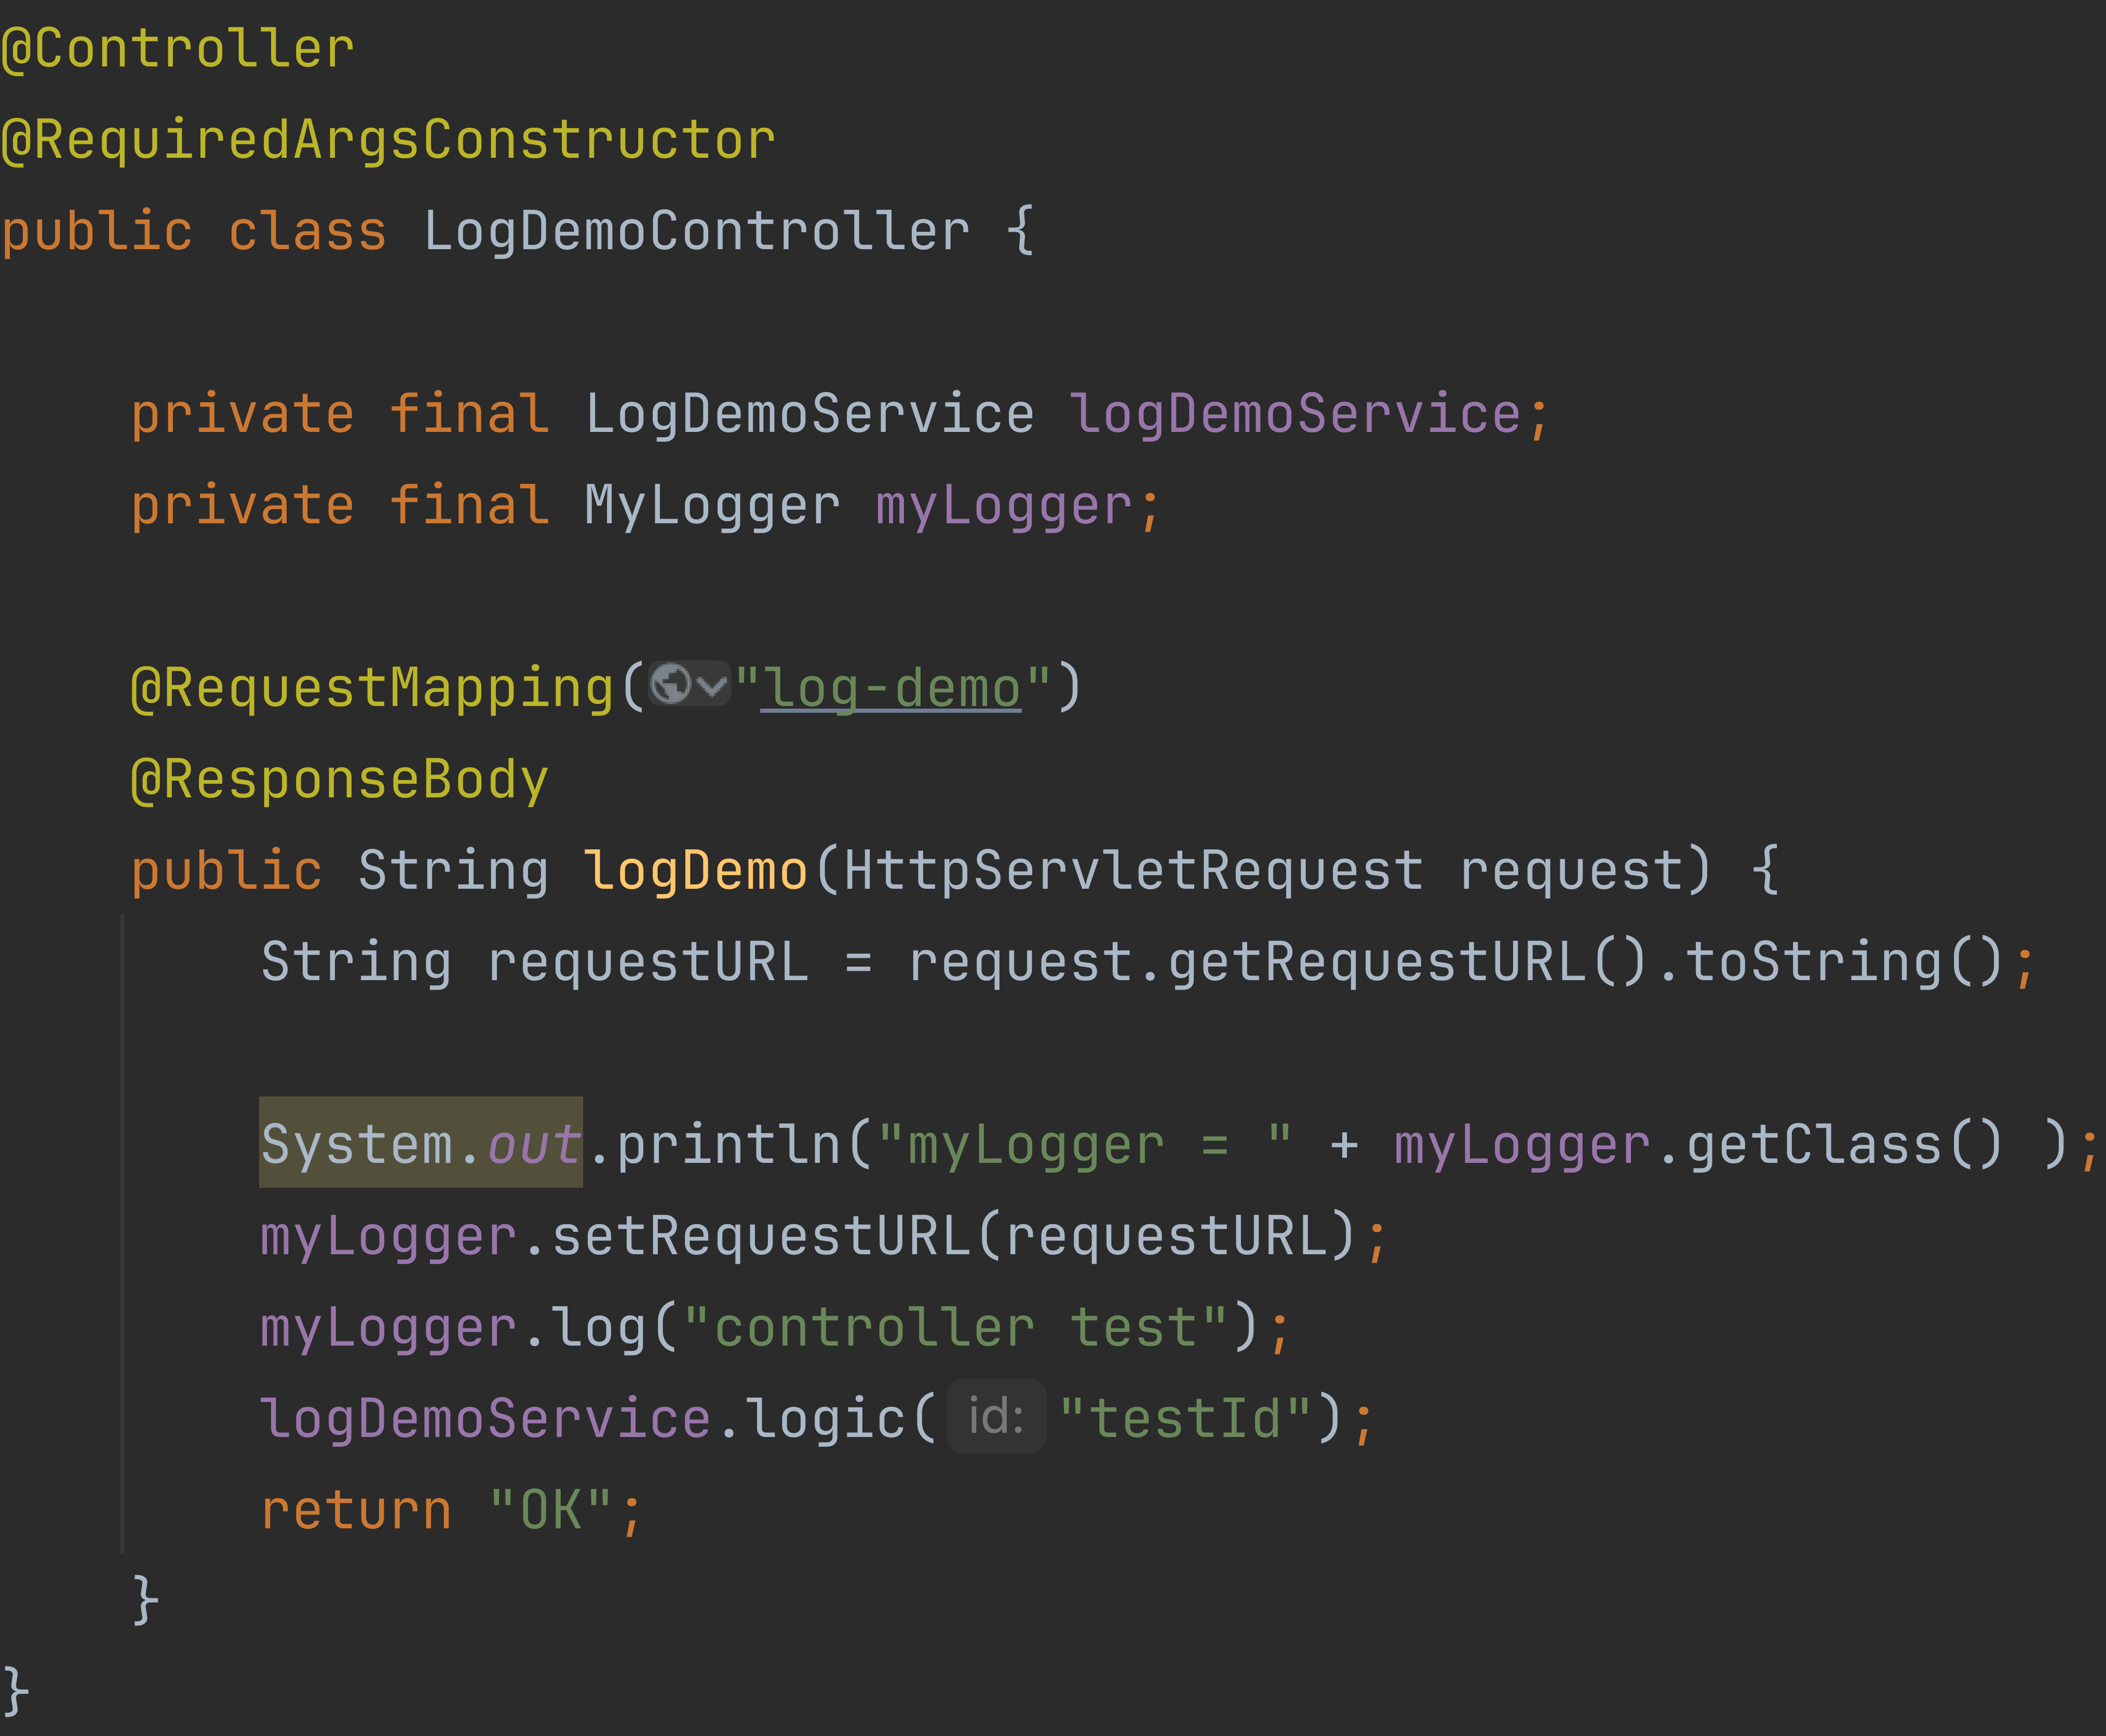 @Controller
@RequiredArgsConstructor
public class LogDemoController {
private final LogDemoService logDemoService;
private final MyLogger myLogger;
@RequestMapping("log-demo")
@ResponseBody
public String logDemo(HttpServletRequest request) {
String requestURL = request.getRequestURL().toString();
System.out.println("myLogger = " + myLogger.getClass() );
myLogger.setRequestURL(requestURL);
myLogger.log("controller test");
logDemoService.logic( id: "testId");
return "OK";
}
}